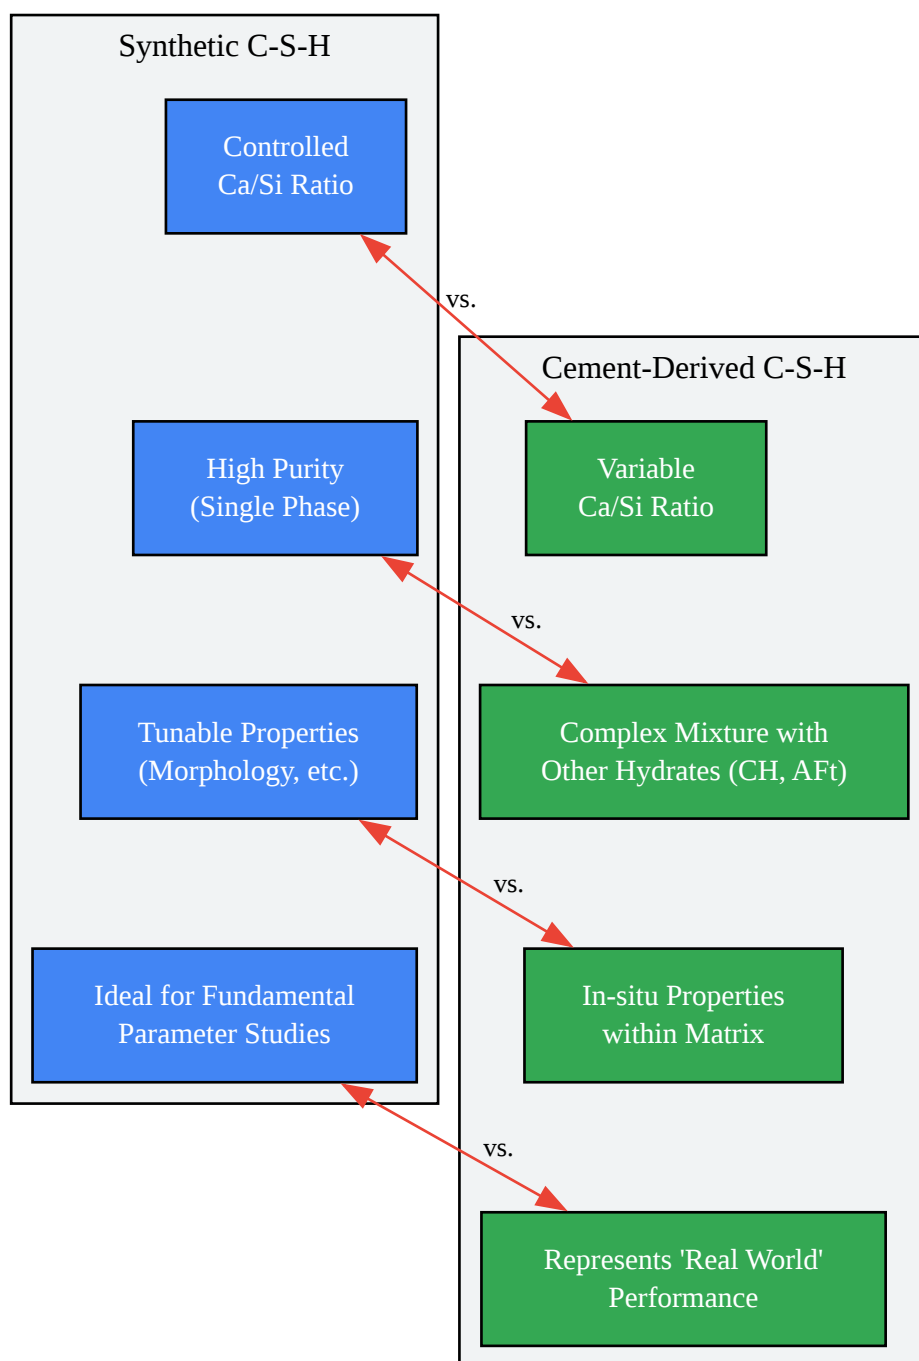 Synthetic C-S-H
Controlled
Ca/Si Ratio
vs.
Cement-Derived C-S-H
High Purity
(Single Phase)
Variable
Ca/Si Ratio
vs.
Tunable Properties
(Morphology, etc.)
Complex Mixture with
Other Hydrates (CH, AFt)
vs.
Ideal for Fundamental
Parameter Studies
In-situ Properties
within Matrix
vs.
Represents 'Real World'
Performance